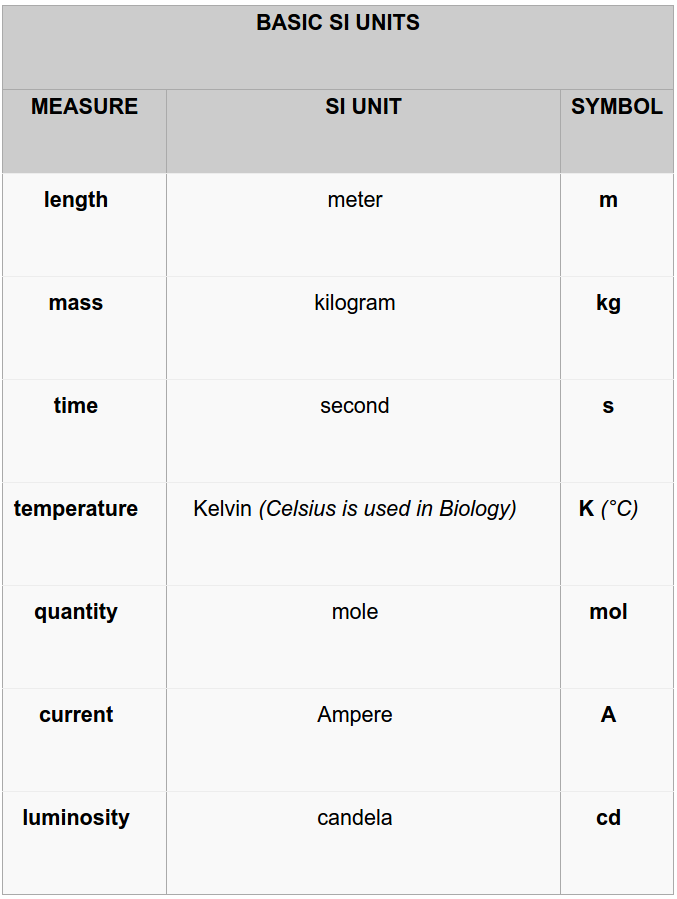 BASIC SI UNITS
MEASURE SI UNIT SYMBOL
length meter m
mass kilogram kg
time second s
temperature Kelvin (Celsius is used in Biology) K (°C)
quantity mole mol
current Ampere A
luminosity candela cd